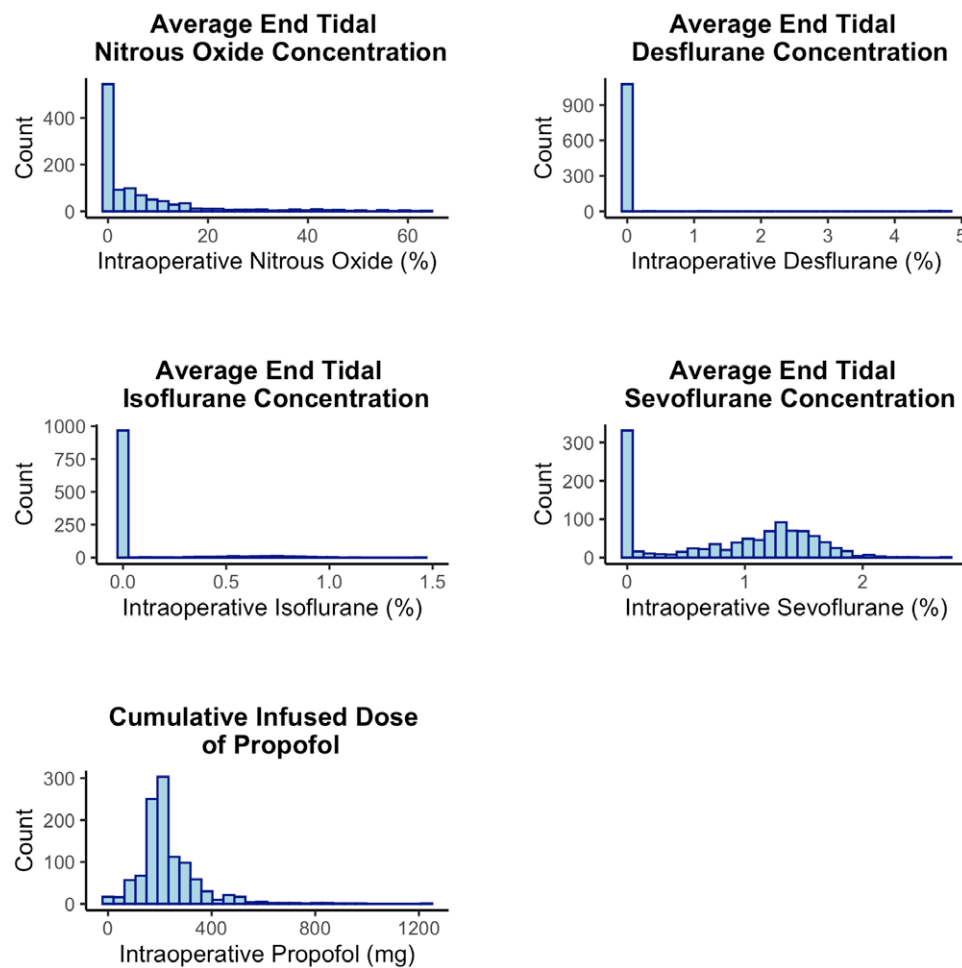 Average End Tidal
Nitrous Oxide Concentration
Count
400
200
0
0 20 40 60
Intraoperative Nitrous Oxide (%)
Average End Tidal
Desflurane Concentration
Count
900
600
300
0
0 1 2 3 4 5
Intraoperative Desflurane (%)
Average End Tidal
Isoflurane Concentration
Count
1000
750
500
250
0
0.0 0.5 1.0 1.5
Intraoperative Isoflurane (%)
Average End Tidal
Sevoflurane Concentration
Count
300
200
100
0
0 1 2
Intraoperative Sevoflurane (%)
Cumulative Infused Dose
of Propofol
Count
300
200
100
0
0 400 800 1200
Intraoperative Propofol (mg)